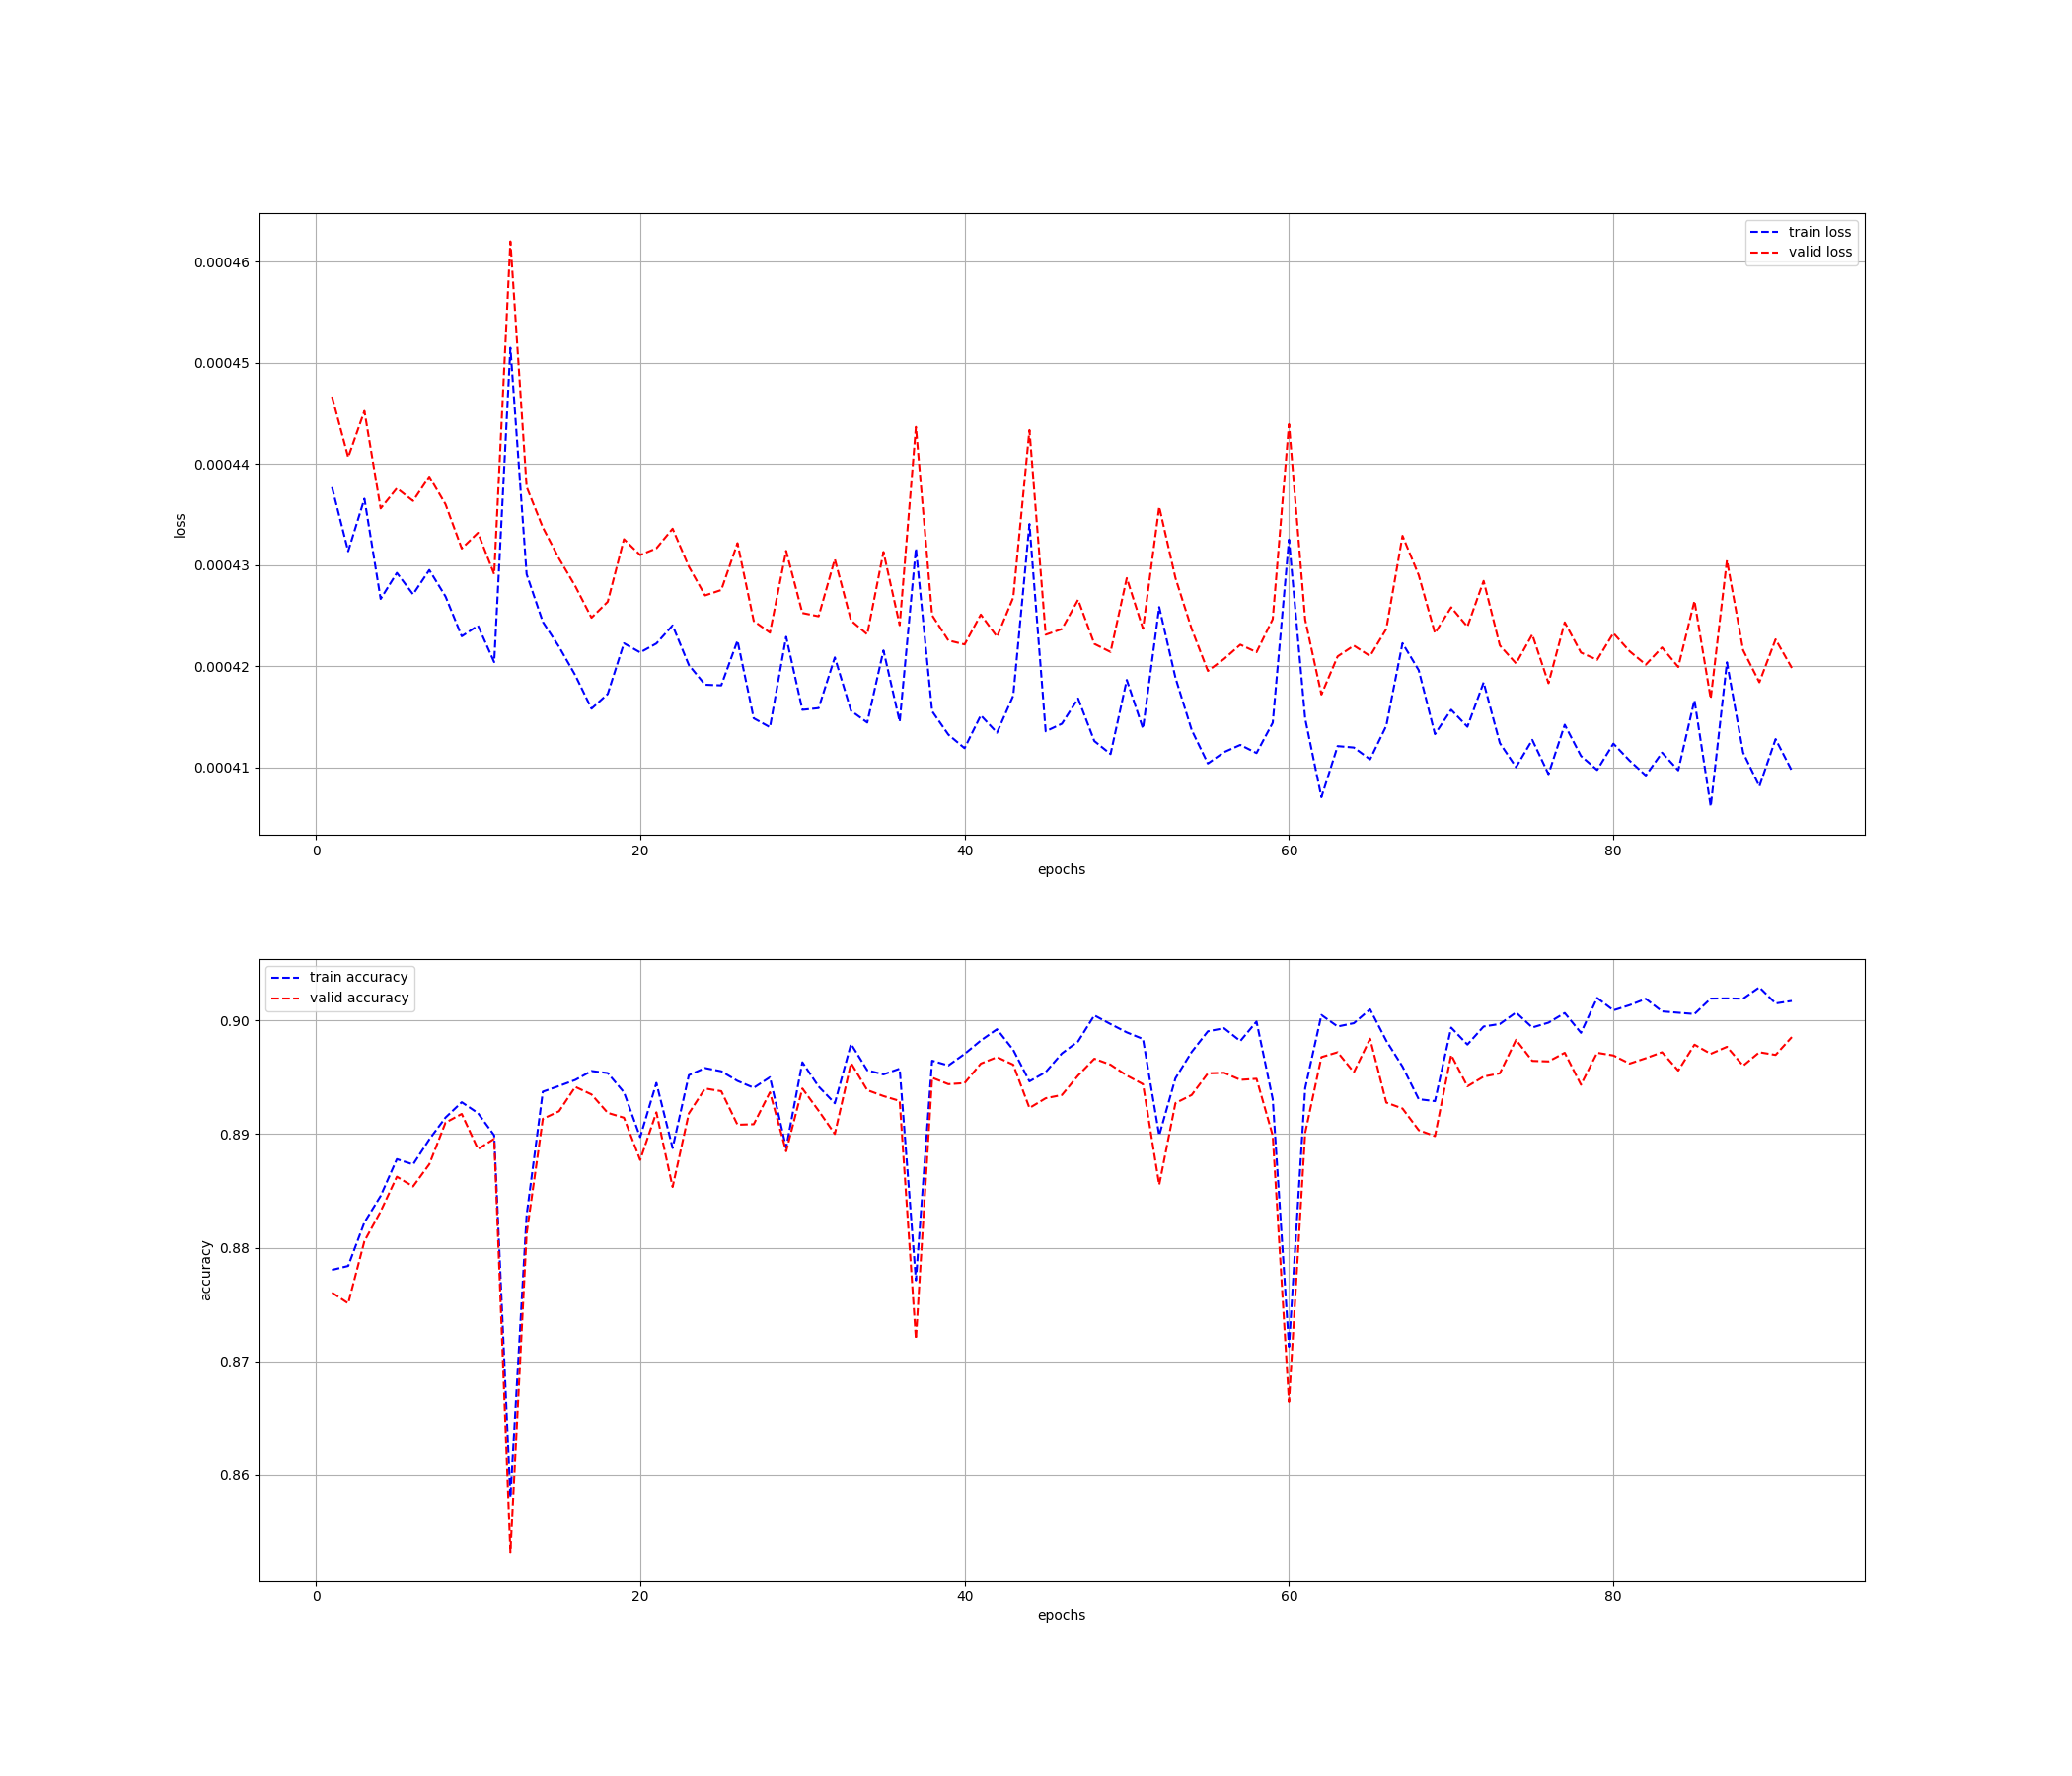 train loss
valid loss
0.00046
0.00045
0.00044
0.00043
0.00042
0.00041
loss
0 20 40 60 80
epochs
train accuracy
valid accuracy
0.90
0.89
0.88
0.87
0.86
accuracy
0 20 40 60 80
epochs